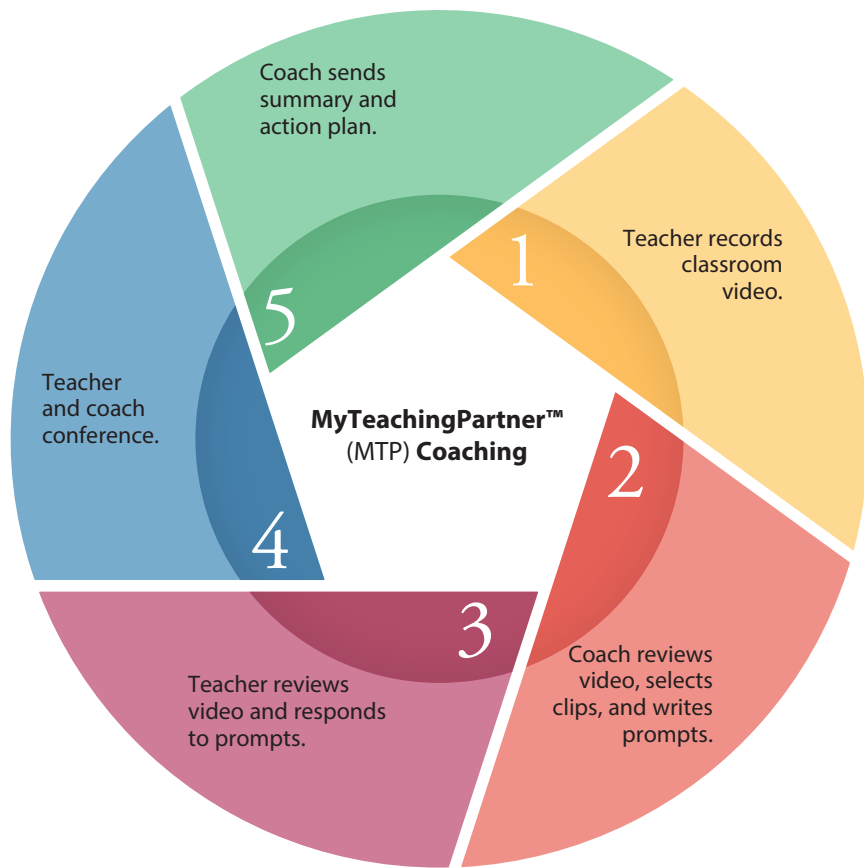 MyTeachingPartner™
(MTP) Coaching
1
Teacher records
classroom
video.
2
Coach reviews
video, selects
clips, and writes
prompts.
3
Teacher reviews
video and responds
to prompts.
4
Teacher
and coach
conference.
5
Coach sends
summary and
action plan.